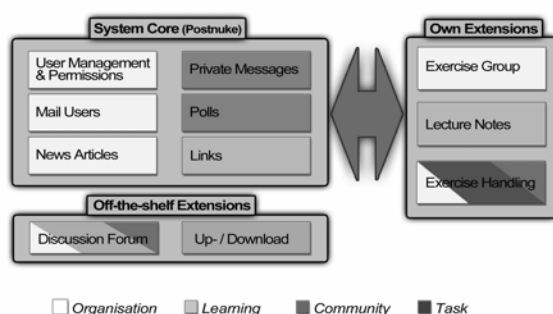 System Core (Postnuke)
User Management
& Permissions
Private Messages
Mail Users
Polls
News Articles
Links
Own Extensions
Exercise Group
Lecture Notes
Exercise Handling
Off-the-shelf Extensions
Discussion Forum
Up- / Download
Organisation
Learning
Community
Task